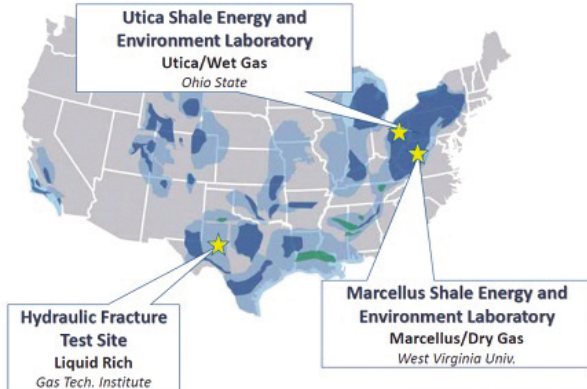 Utica Shale Energy and
Environment Laboratory
Utica/Wet Gas
Ohio State
Hydraulic Fracture
Test Site
Liquid Rich
Gas Tech. Institute
Marcellus Shale Energy and
Environment Laboratory
Marcellus/Dry Gas
West Virginia Univ.